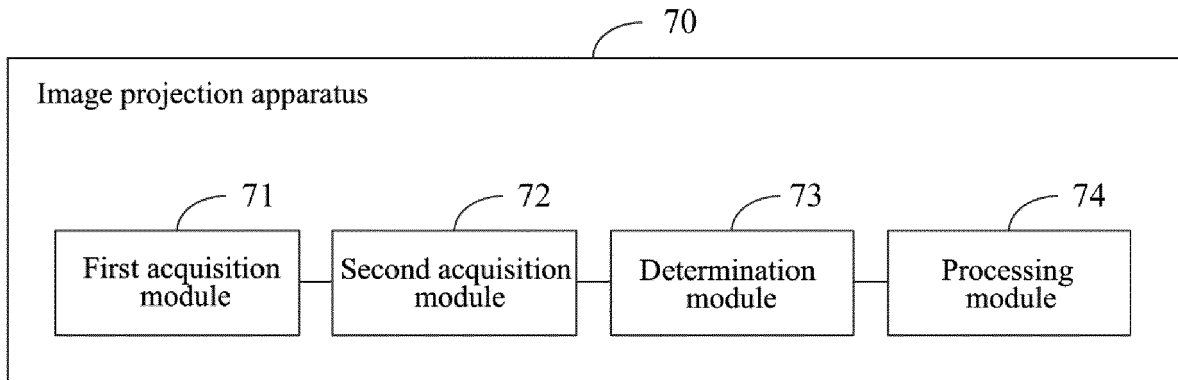 70
Image projection apparatus
71
72
73
74
First acquisition
module
Second acquisition
module
Determination
module
Processing
module